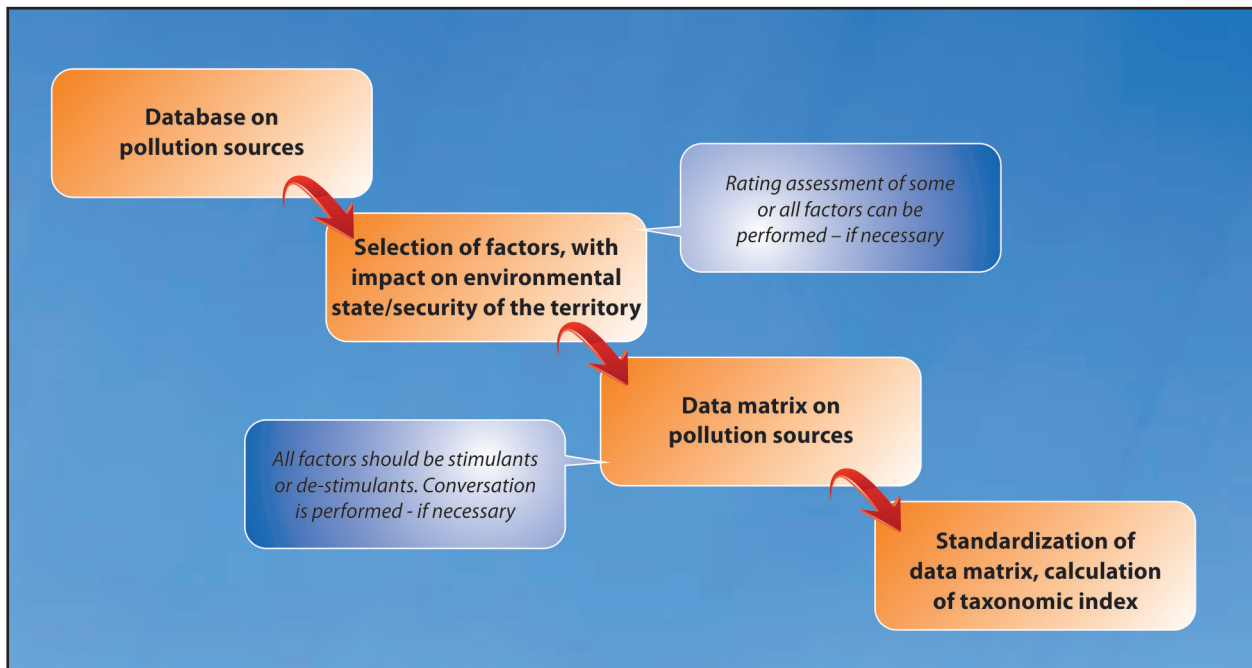 Database on
pollution sources
Rating assessment of some
or all factors can be
performed – if necessary
Selection of factors, with
impact on environmental
state/security of the territory
Data matrix on
pollution sources
All factors should be stimulants
or de-stimulants. Conversation
is performed - if necessary
Standardization of
data matrix, calculation
of taxonomic index